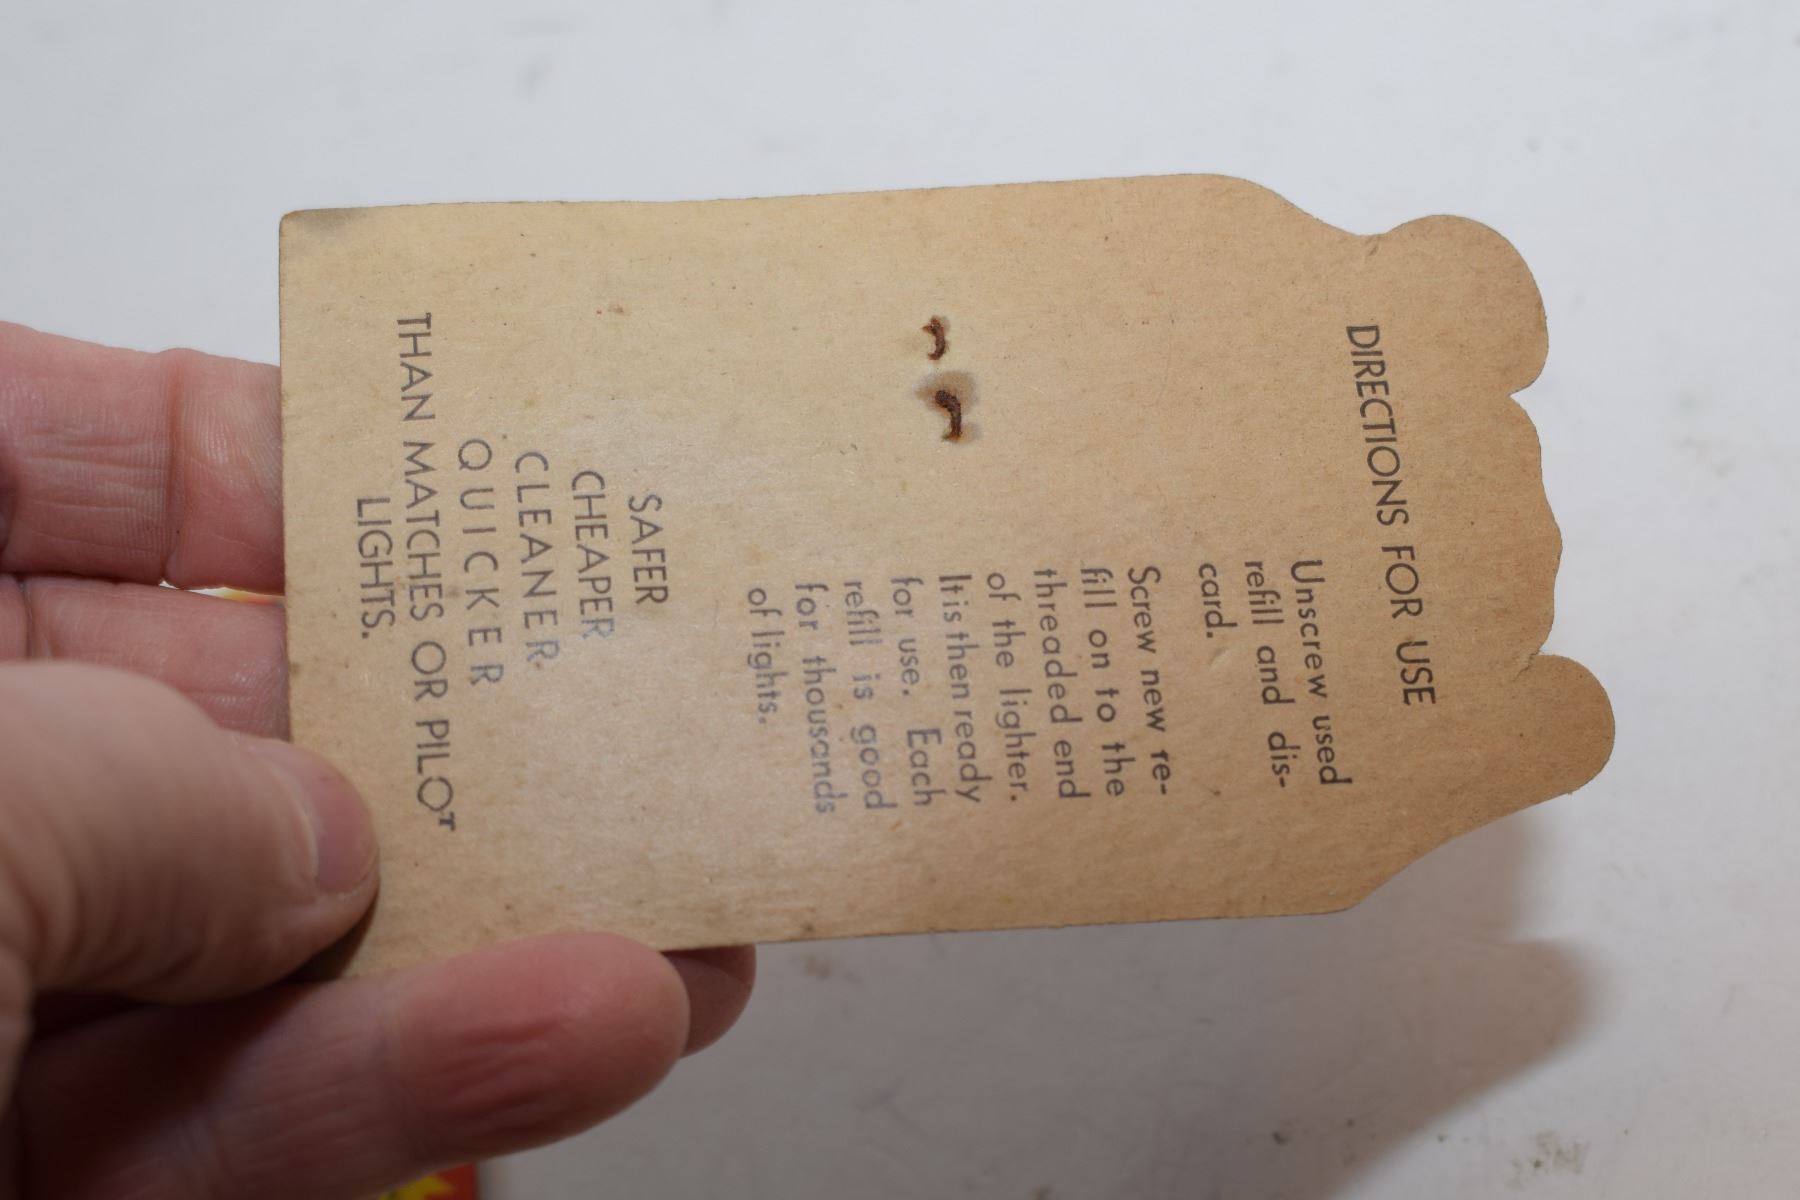 DIRECTIONS FOR USE
Unscrew used
refill and dis-
card.
Screw new re-
fill on to the
threaded end
of the lighter.
It is then ready
for use. Each
refill is good
for thousands
of lights.
SAFER
CHEAPER
CLEANER
QUICKER
THAN MATCHES OR PILOT
LIGHTS.